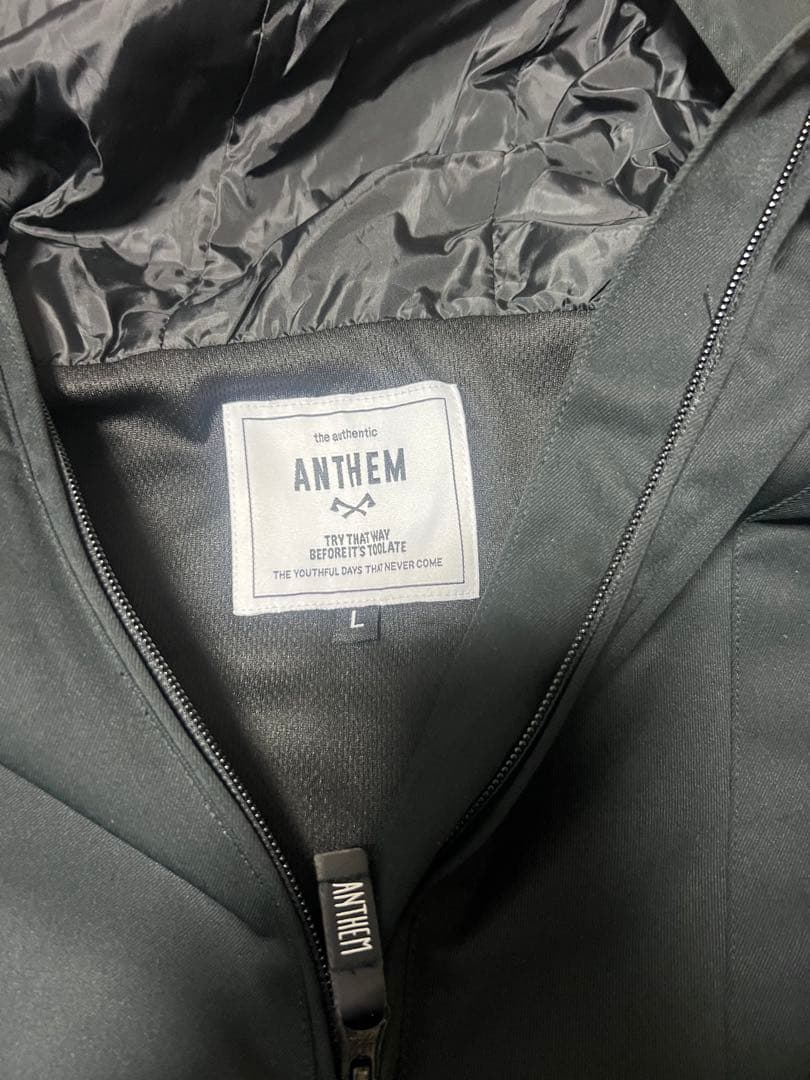 the authentic
ANTHEM
TRY THAT WAY
BEFORE IT'S TOO LATE
THE YOUTHFUL DAYS THAT NEVER COME
L
ANTHEM